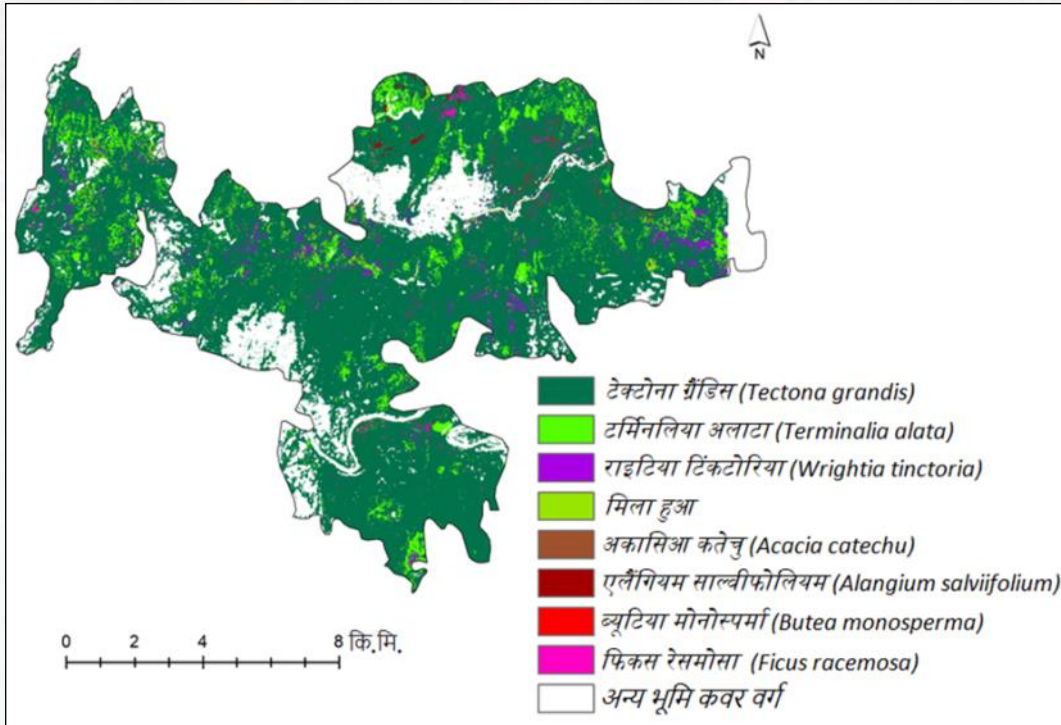 N
टेक्टोना ग्रैंडिस (Tectona grandis)
टर्मिनलिया अलाटा (Terminalia alata)
राइटिया टिंकटोरिया (Wrightia tinctoria)
मिला हुआ
अकासिआ कतेचु (Acacia catechu)
एलैंगियम साल्वीफोलियम (Alangium salviifolium)
ब्यूटिया मोनोस्पर्मा (Butea monosperma)
फिकस रेसमोसा (Ficus racemosa)
अन्य भूमि कवर वर्ग
0 2 4 8 कि.मि.